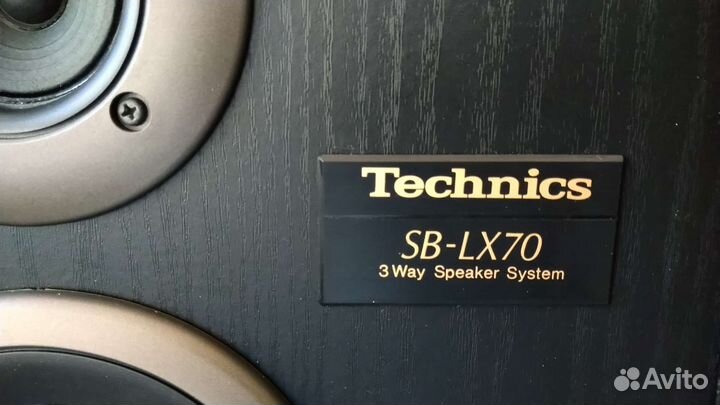 Technics
SB-LX70
3 Way Speaker System
Avito